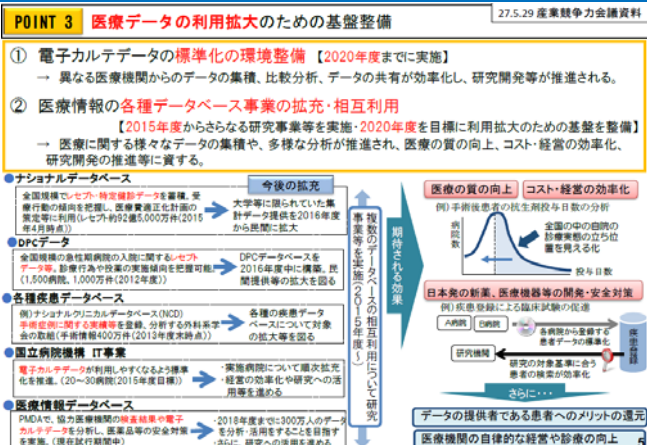 POINT 3 医療データの利用拡大のための基盤整備
27.5.29 産業競争力会議資料
① 電子カルテデータの標準化の環境整備 【2020年度までに実施】
→ 異なる医療機関からのデータの集積、比較分析、データの共有が効率化し、研究開発等が推進される。
② 医療情報の各種データベース事業の拡充・相互利用
【2015年度からさらなる研究事業等を実施・2020年度を目標に利用拡大のための基盤を整備】
→ 医療に関する様々なデータの集積や、多様な分析が推進され、医療の質の向上、コスト・経営の効率化、
研究開発の推進等に資する。
●ナショナルデータベース
全国規模でレセプト・特定健診データを蓄積、受
療行動の傾向を把握し、医療費適正化計画の
策定等に利用(レセプト約92億5,000万件(2015
年4月時点))
今後の拡充
大学等に限られていた集
計データ提供を2016年度
から民間に拡大
●DPCデータ
全国規模の急性期病院の入院に関するレセプト
データ等。診療行為や投薬の実施傾向を把握可能
(1,500病院、1,000万件(2012年度))
DPCデータベースを
2016年度中に構築。民
間提供等の拡大を図る
●各種疾患データベース
例)ナショナルクリニカルデータベース(NCD)
手術症例に関する実績等を登録、分析する外科系学
会の取組(手術情報400万件(2013年度末時点))
各種の疾患データ
ベースについて対象
の拡大等を図る
●国立病院機構 IT事業
電子カルテデータが利用しやすくなるよう標準
化を推進。(20～30病院(2015年度目標))
・実施病院について順次拡充
・経営の効率化や研究への活
用等を進める
●医療情報データベース
PMDAで、協力医療機関の検査結果や電子
カルテデータを分析し、医薬品等の安全対策
を実施。(現在試行期間中)
・2018年度までに300万人のデータ
を分析・活用をすることを目指す
・さらに、研究への活用を進める
複数のデータベースの相互利用について研究
事業等を実施(2015年度～)
期待される効果
医療の質の向上
コスト・経営の効率化
例)手術後患者の抗生剤投与日数の分析
病院数
全国の中の自院の
診療実態の立ち位
置を見える化
投与日数
日本発の新薬、医療機器等の開発・安全対策
例)疾患登録による臨床試験の促進
A病院
B病院
各病院から登録する
患者データの標準化
疾患登録
研究機関
研究の対象基準に合う
患者の検索が効率化
さらに・・・
データの提供者である患者へのメリットの還元
医療機関の自律的な経営や診療の向上
5